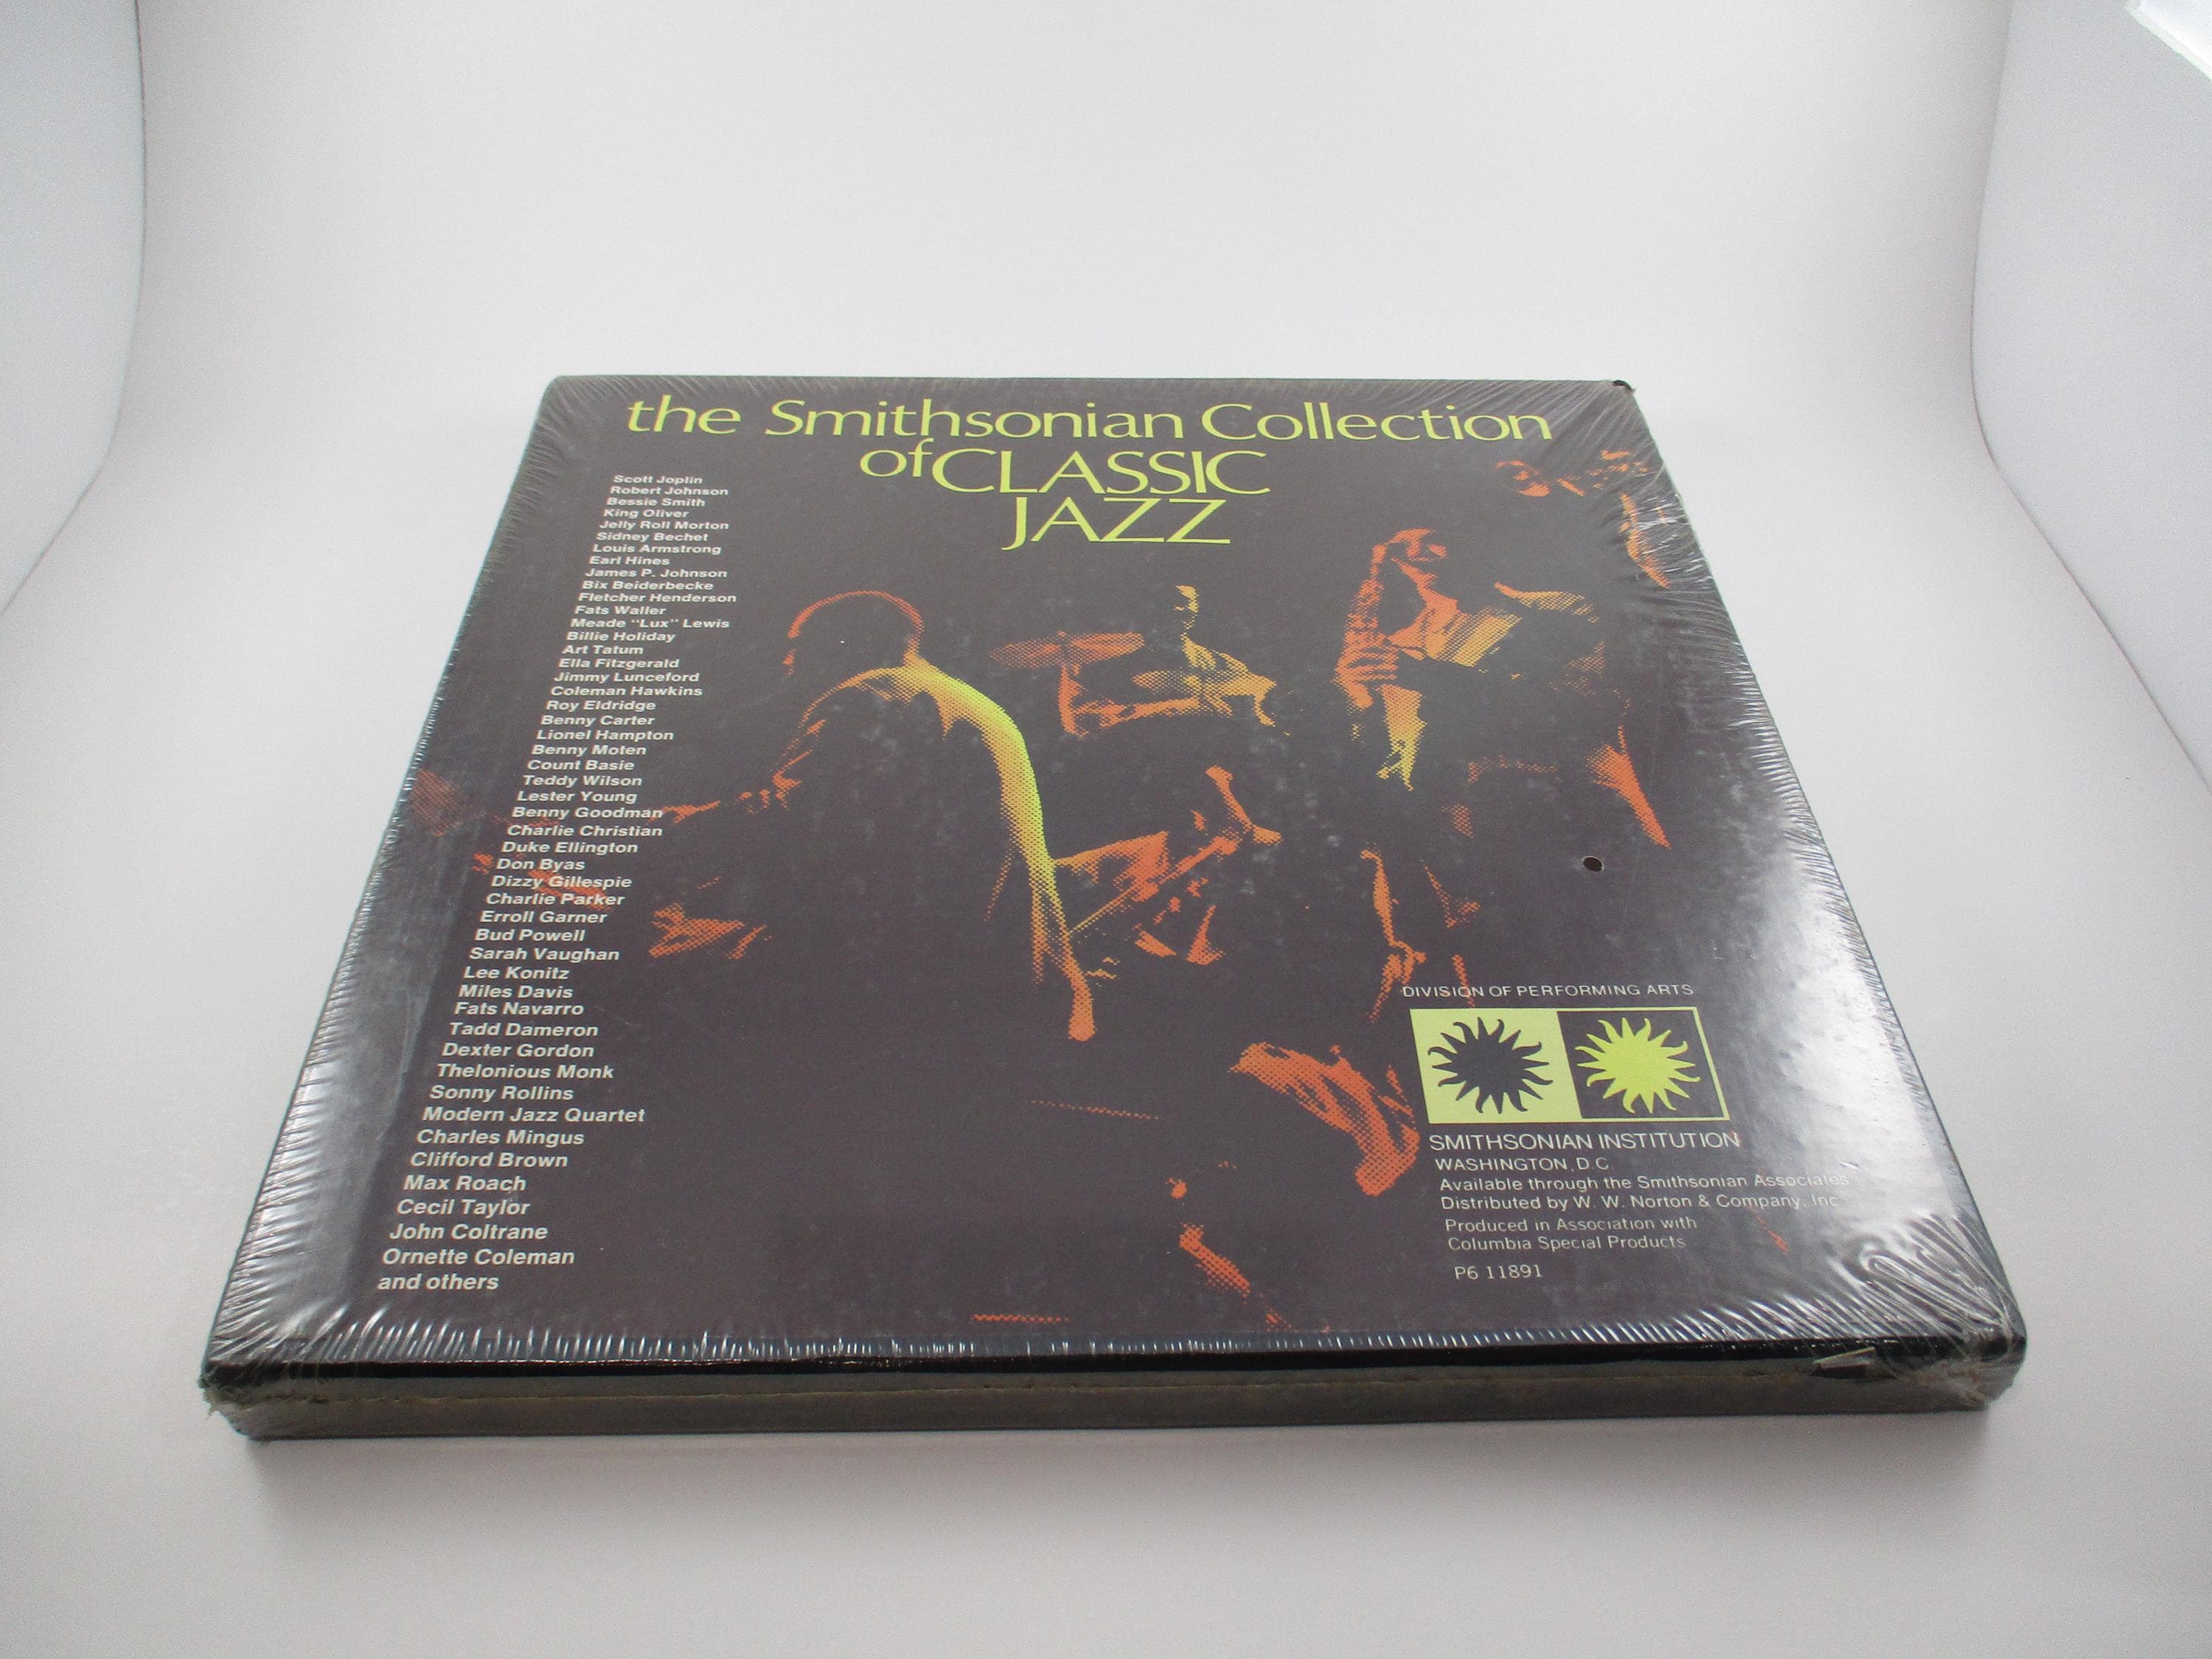 the Smithsonian Collection
of CLASSIC
JAZZ
Scott Joplin
Robert Johnson
Bessie Smith
King Oliver
Jelly Roll Morton
Sidney Bechet
Louis Armstrong
Earl Hines
James P. Johnson
Bix Beiderbecke
Fletcher Henderson
Fats Waller
Meade "Lux" Lewis
Billie Holiday
Art Tatum
Ella Fitzgerald
Jimmy Lunceford
Coleman Hawkins
Roy Eldridge
Benny Carter
Lionel Hampton
Benny Moten
Count Basie
Teddy Wilson
Lester Young
Benny Goodman
Charlie Christian
Duke Ellington
Don Byas
Dizzy Gillespie
Charlie Parker
Erroll Garner
Bud Powell
Sarah Vaughan
Lee Konitz
Miles Davis
Fats Navarro
Tadd Dameron
Dexter Gordon
Thelonious Monk
Sonny Rollins
Modern Jazz Quartet
Charles Mingus
Clifford Brown
Max Roach
Cecil Taylor
John Coltrane
Ornette Coleman
and others
DIVISION OF PERFORMING ARTS
SMITHSONIAN INSTITUTION
WASHINGTON, D.C.
Available through the Smithsonian Associates
Distributed by W. W. Norton & Company, Inc.
Produced in Association with
Columbia Special Products
P6 11891